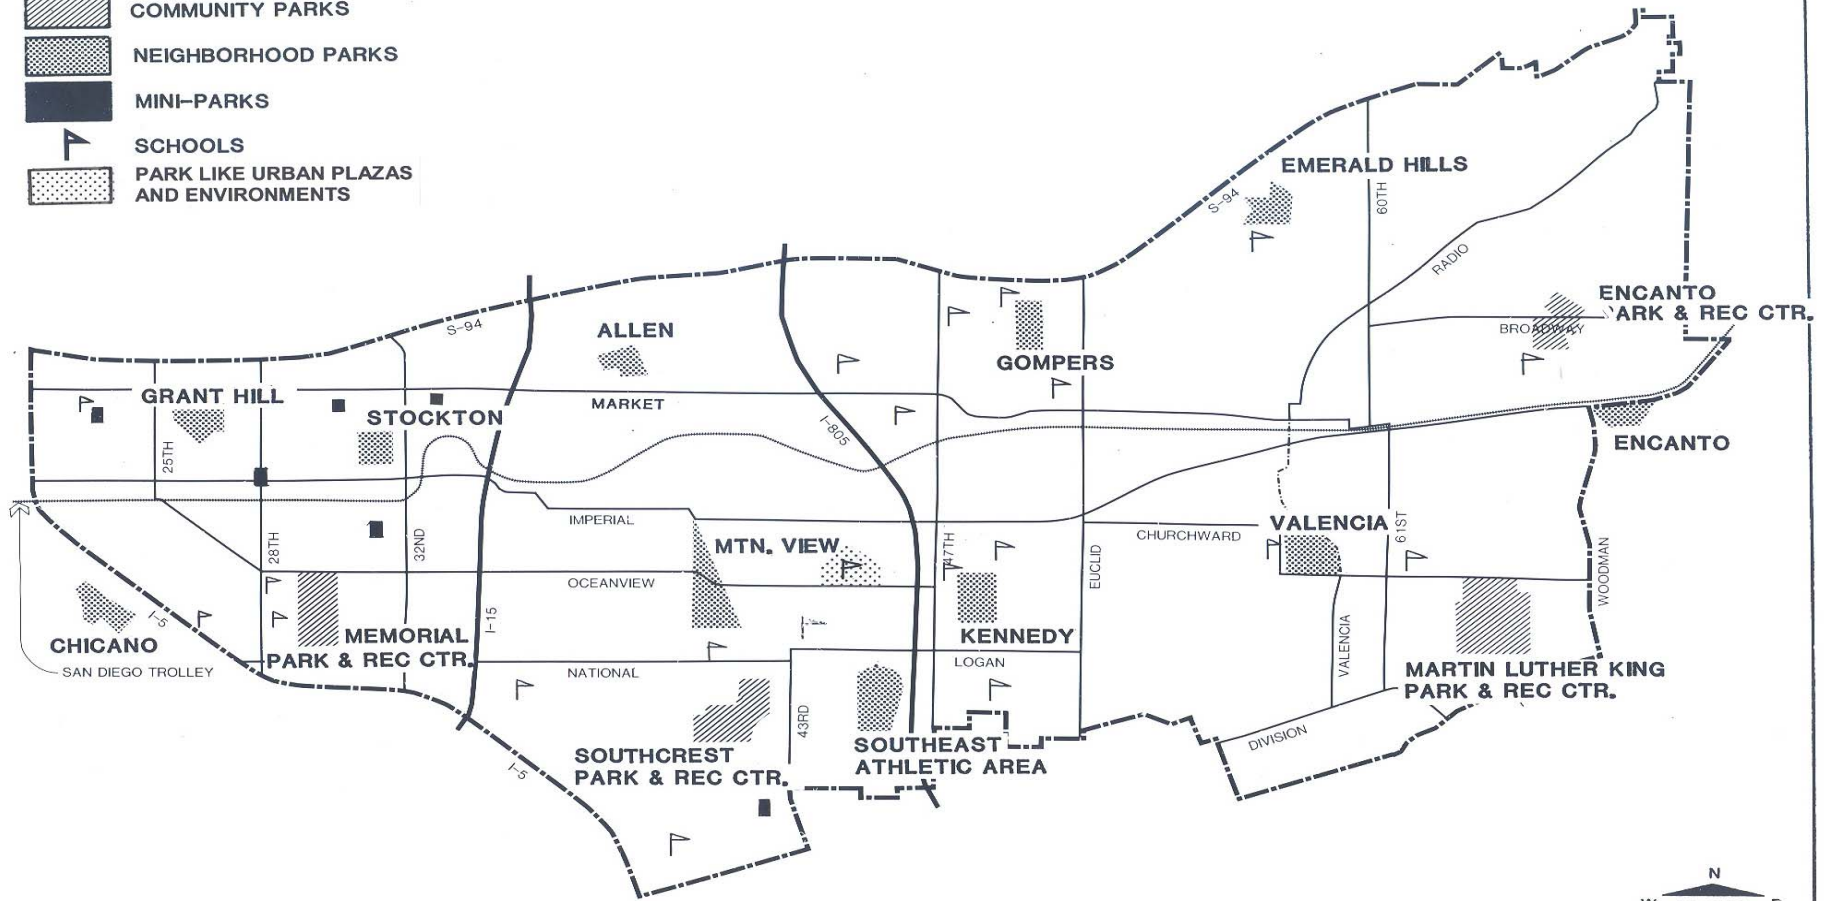 COMMUNITY PARKS
NEIGHBORHOOD PARKS
MINI-PARKS
SCHOOLS
PARK LIKE URBAN PLAZAS
AND ENVIRONMENTS
EMERALD HILLS
S-94
60TH
RADIO
ENCANTO
ARK & REC CTR.
BROADWAY
S-94
ALLEN
GOMPERS
GRANT HILL
MARKET
STOCKTON
I-805
25TH
ENCANTO
IMPERIAL
VALENCIA
61ST
CHURCHWARD
28TH
32ND
MTN. VIEW
47TH
EUCLID
WOODMAN
OCEANVIEW
I-5
I-15
CHICANO
MEMORIAL
PARK & REC CTR.
KENNEDY
SAN DIEGO TROLLEY
NATIONAL
LOGAN
VALENCIA
MARTIN LUTHER KING
PARK & REC CTR.
43RD
DIVISION
SOUTHEAST
ATHLETIC AREA
SOUTHCREST
PARK & REC CTR.
I-5
N